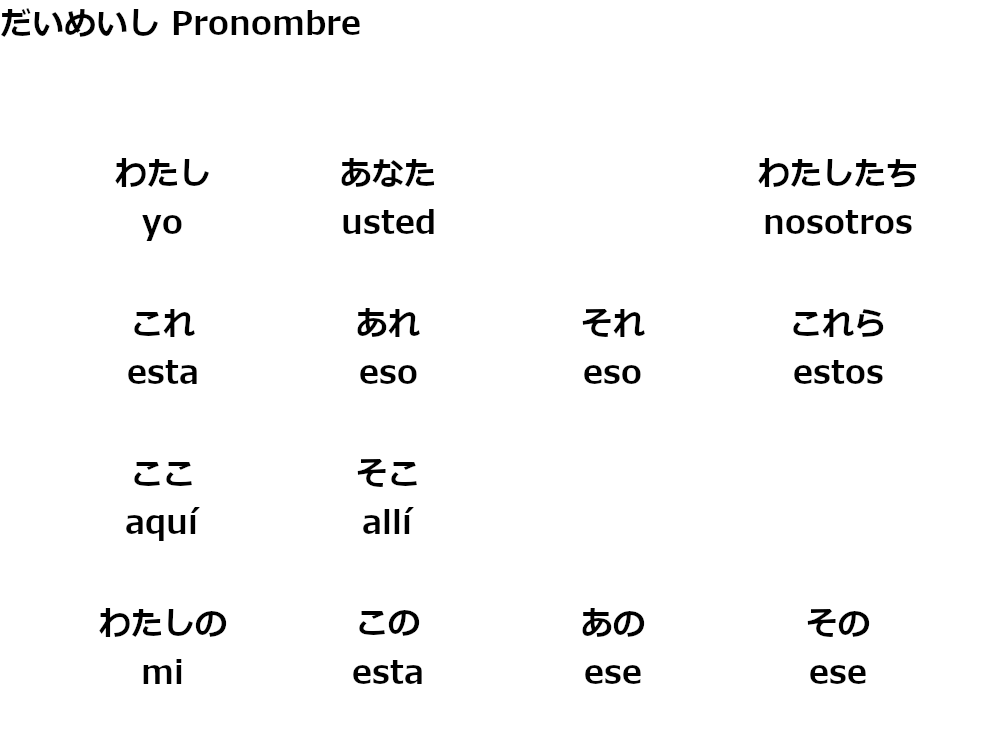 だいめいし Pronombre
わたし あなた わたしたち
yo usted nosotros
これ あれ それ これら
esta eso eso estos
ここ そこ
aquí allí
わたしの この あの その
mi esta ese ese